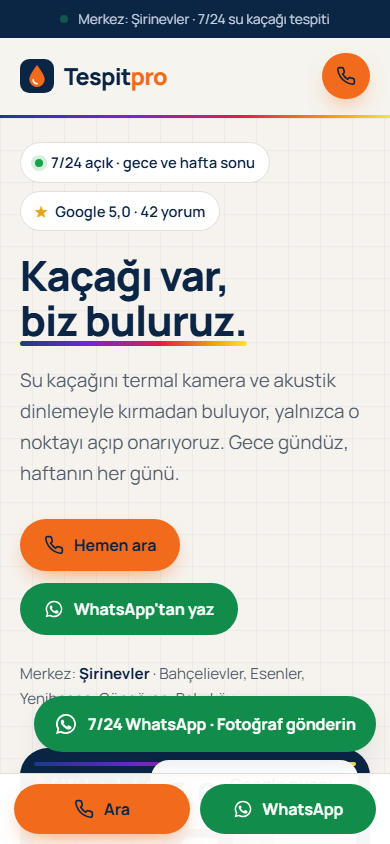 Merkez: Şirinevler · 7/24 su kaçağı tespiti
Tespitpro
7/24 açık · gece ve hafta sonu
Google 5,0 · 42 yorum
Kaçağı var,
biz buluruz.
Su kaçağını termal kamera ve akustik
dinlemeyle kırmadan buluyor, yalnızca o
noktayı açıp onarıyoruz. Gece gündüz,
haftanın her günü.
Hemen ara
WhatsApp'tan yaz
Merkez: Şirinevler · Bahçelievler, Esenler,
7/24 WhatsApp · Fotoğraf gönderin
Ara
WhatsApp